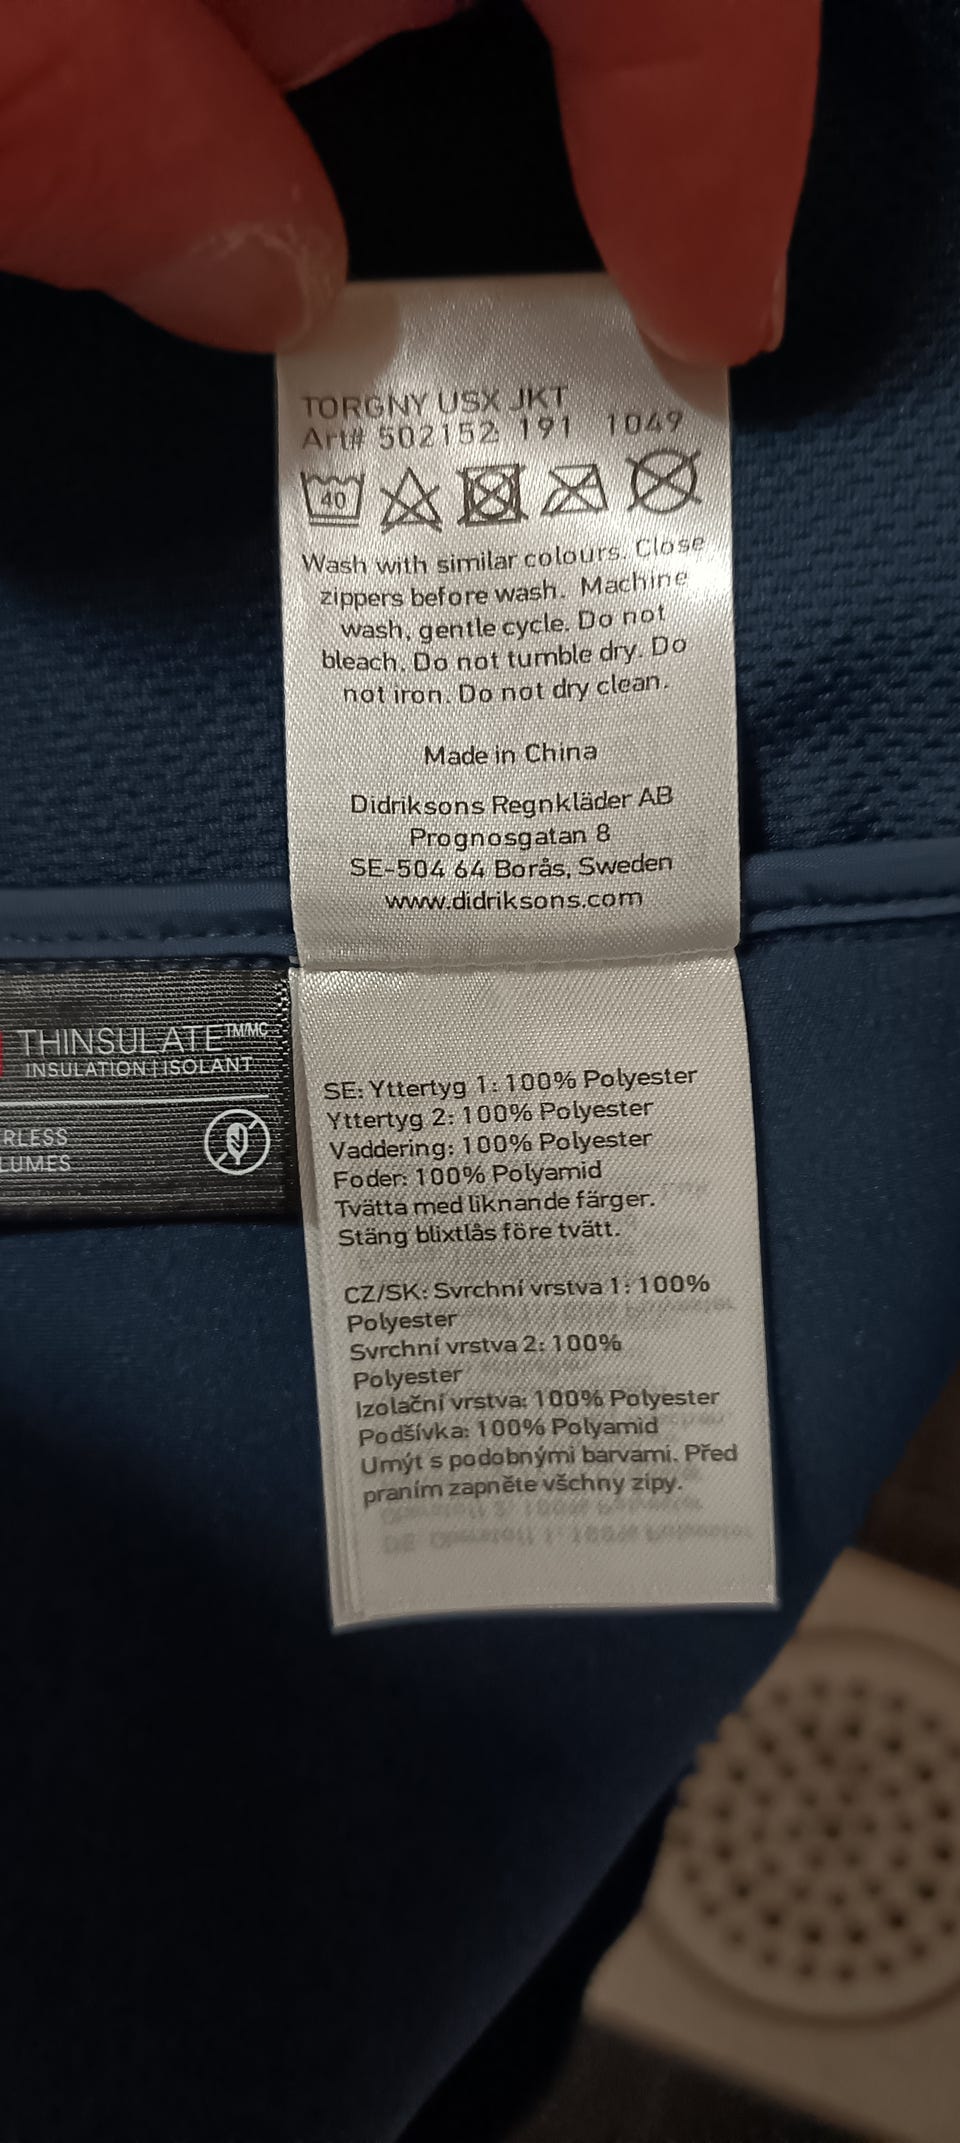 TORGNY USX JKT
Art# 502152 191 1049
40
Wash with similar colours. Close
zippers before wash. Machine
wash, gentle cycle. Do not
bleach. Do not tumble dry. Do
not iron. Do not dry clean.
Made in China
Didriksons Regnkläder AB
Prognosgatan 8
SE-504 64 Borås, Sweden
www.didriksons.com
THINSULATE™/MC
INSULATION | ISOLANT
RLESS
LUMES
SE: Yttertyg 1: 100% Polyester
Yttertyg 2: 100% Polyester
Vaddering: 100% Polyester
Foder: 100% Polyamid
Tvätta med liknande färger.
Stäng blixtlås före tvätt.
CZ/SK: Svrchní vrstva 1: 100%
Polyester
Svrchní vrstva 2: 100%
Polyester
Izolační vrstva: 100% Polyester
Podšívka: 100% Polyamid
Umýt s podobnými barvami. Před
praním zapněte všchny zipy.